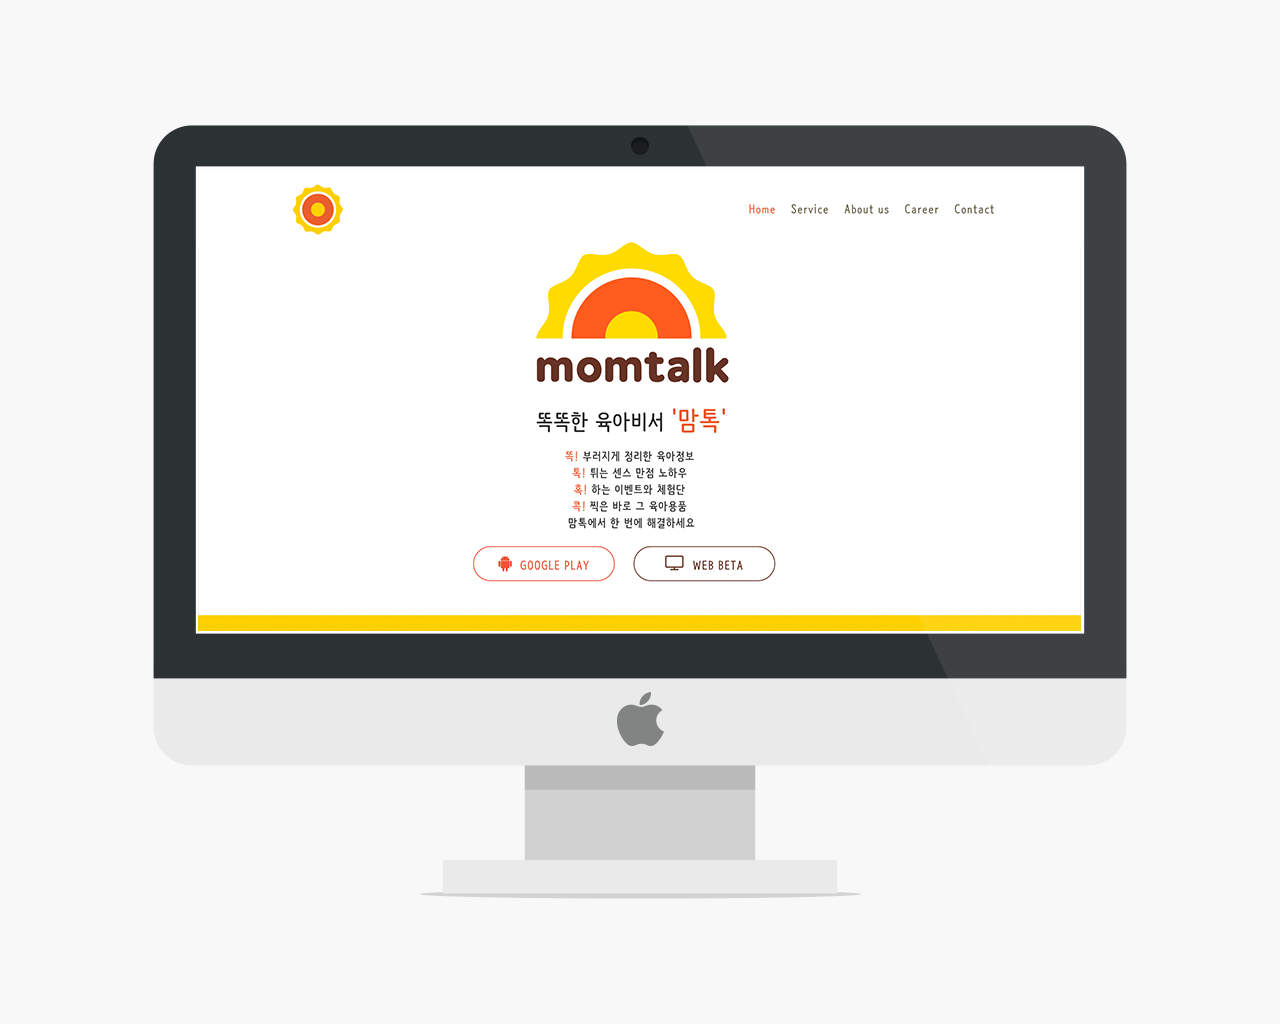 Home Service About us Career Contact
momtalk
똑똑한 육아비서 '맘톡'
똑! 부러지게 정리한 육아정보
톡! 튀는 센스 만점 노하우
혹! 하는 이벤트와 체험단
콕! 찍은 바로 그 육아용품
맘톡에서 한 번에 해결하세요
GOOGLE PLAY WEB BETA